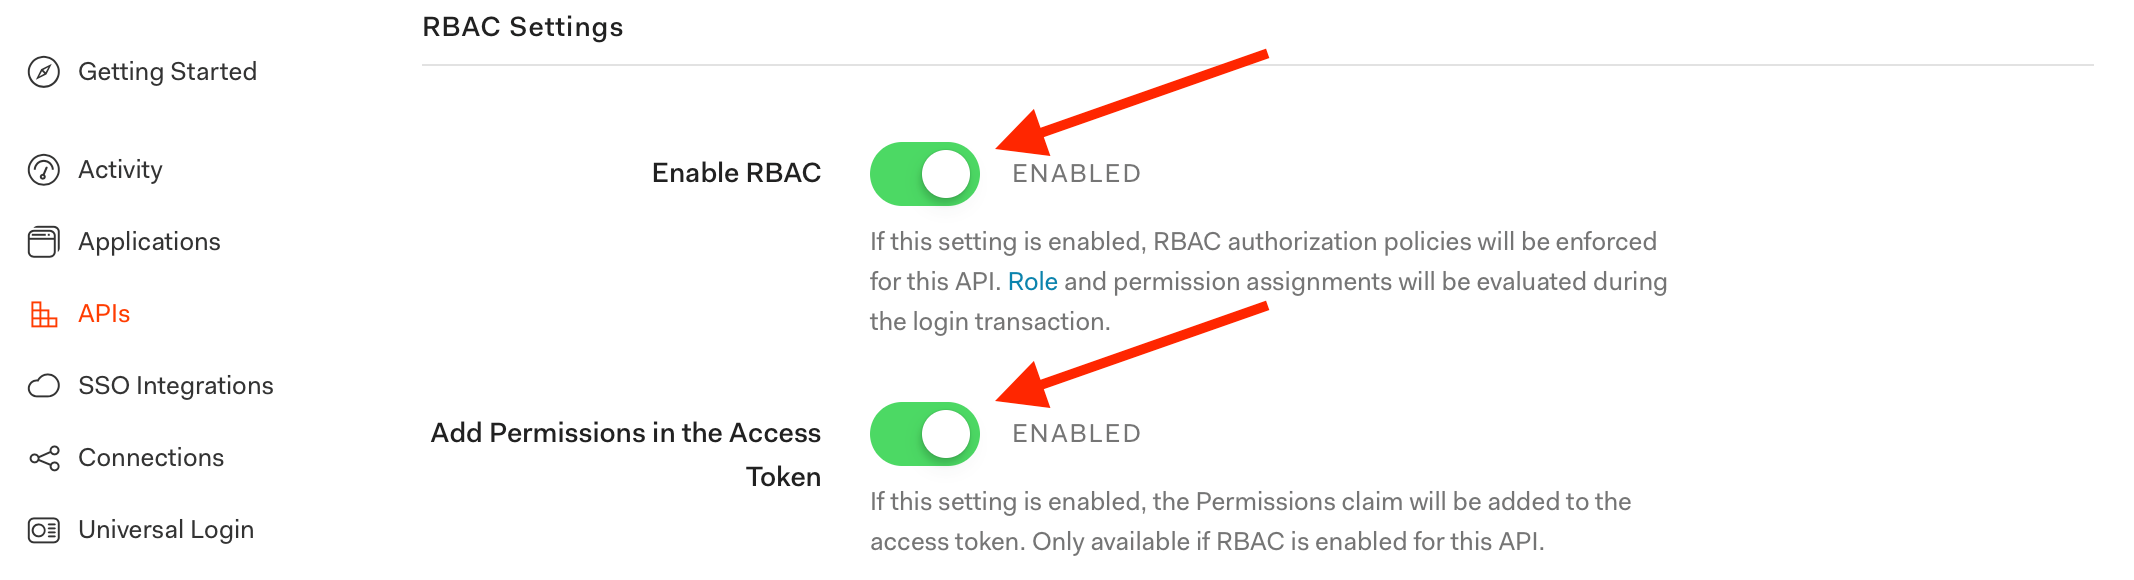 Getting Started
Activity
Applications
APIs
SSO Integrations
Connections
Universal Login
RBAC Settings
Enable RBAC
ENABLED
If this setting is enabled, RBAC authorization policies will be enforced
for this API. Role and permission assignments will be evaluated during
the login transaction.
Add Permissions in the Access
Token
ENABLED
If this setting is enabled, the Permissions claim will be added to the
access token. Only available if RBAC is enabled for this API.